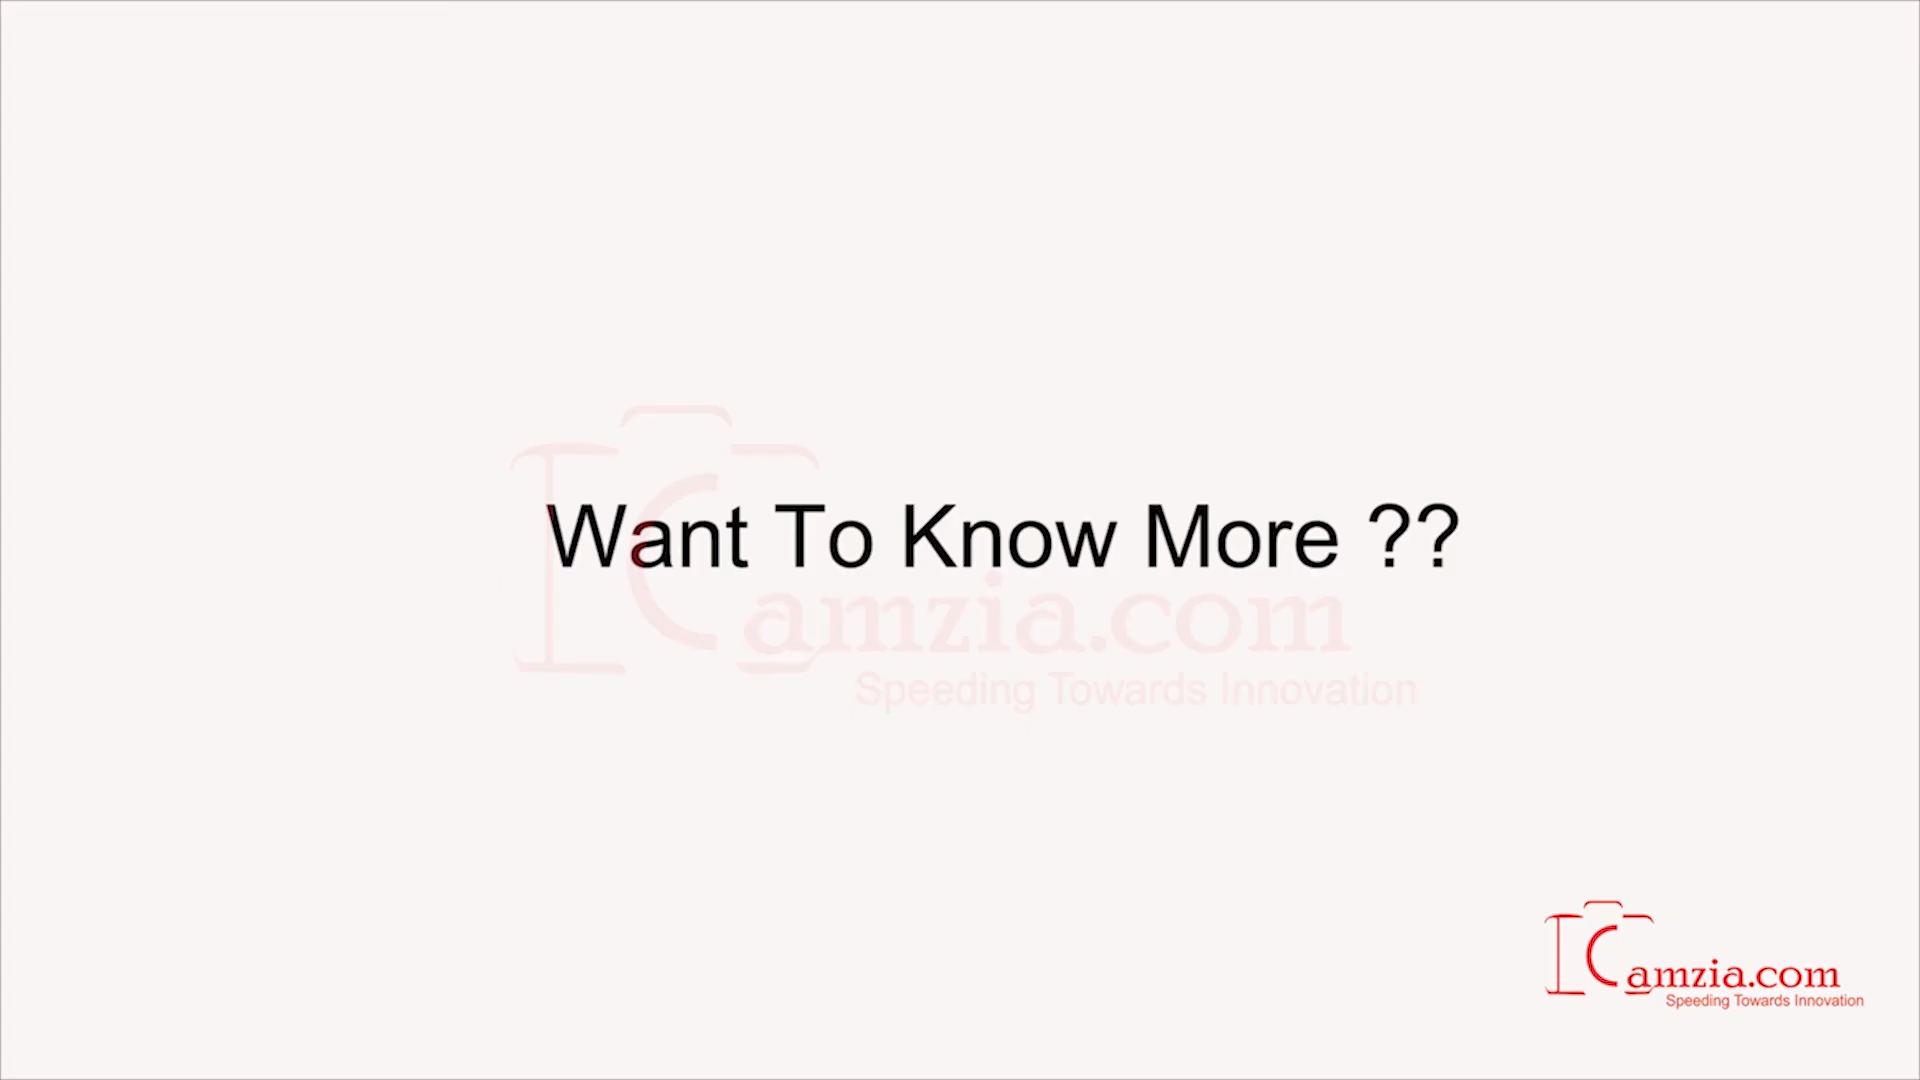 Want To Know More ??
Camzia.com
Speeding Towards Innovation
Camzia.com
Speeding Towards Innovation